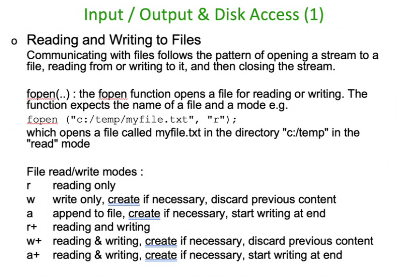 Input / Output & Disk Access (1)
o Reading and Writing to Files
Communicating with files follows the pattern of opening a stream to a
file, reading from or writing to it, and then closing the stream.
fopen(..) : the fopen function opens a file for reading or writing. The
function expects the name of a file and a mode e.g.
fopen ("c:/temp/myfile.txt", "r");
which opens a file called myfile.txt in the directory "c:/temp" in the
"read" mode
File read/write modes :
r reading only
w write only, create if necessary, discard previous content
a append to file, create if necessary, start writing at end
r+ reading and writing
w+ reading & writing, create if necessary, discard previous content
a+ reading & writing, create if necessary, start writing at end